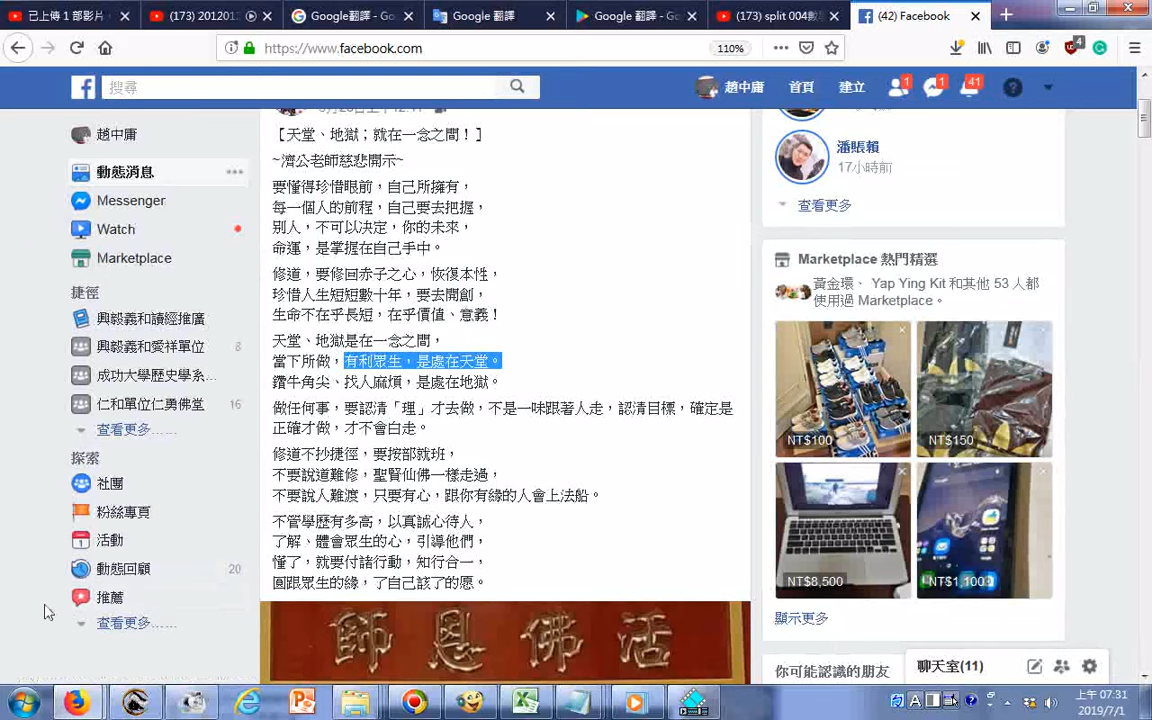 已上傳 1 部影片
(173) 201201
Google翻譯 - Go
Google 翻譯
Google 翻譯 - Go
(173) split 004
(42) Facebook
https://www.facebook.com
110%
4
搜尋
趙中庸
首頁
建立
1
1
41
趙中庸
動態消息
Messenger
Watch
Marketplace
捷徑
興毅義和讀經推廣
興毅義和愛祥單位
8
成功大學歷史學系...
仁和單位仁勇佛堂
16
查看更多……
探索
社團
粉絲專頁
活動
動態回顧
20
推薦
查看更多……
[天堂、地獄;就在一念之間!]
~濟公老師慈悲開示~
要懂得珍惜眼前,自己所擁有,
每一個人的前程,自己要去把握,
別人,不可以決定,你的未來,
命運,是掌握在自己手中。
修道,要修回赤子之心,恢復本性,
珍惜人生短短數十年,要去開創,
生命不在乎長短,在乎價值、意義!
天堂、地獄是在一念之間,
當下所做,有利眾生,是處在天堂。
鑽牛角尖、找人麻煩,是處在地獄。
做任何事,要認清「理」才去做,不是一味跟著人走,認清目標,確定是
正確才做,才不會白走。
修道不抄捷徑,要按部就班,
不要說道難修,聖賢仙佛一樣走過,
不要說人難渡,只要有心,跟你有緣的人會上法船。
不管學歷有多高,以真誠心待人,
了解、體會眾生的心,引導他們,
懂了,就要付諸行動,知行合一,
圓跟眾生的緣,了自己該了的愿。
師恩佛活
潘賬賴
17小時前
查看更多
Marketplace 熱門精選
黃金環、 Yap Ying Kit 和其他 53 人都
使用過 Marketplace。
NT$100
NT$150
NT$8,500
NT$1,100
顯示更多
你可能認識的朋友
聊天室(11)
上午 07:31
2019/7/1